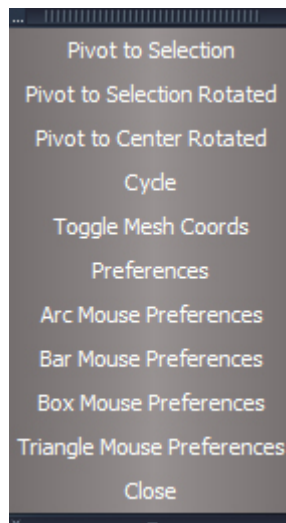 ...
Pivot to Selection
Pivot to Selection Rotated
Pivot to Center Rotated
Cycle
Toggle Mesh Coords
Preferences
Arc Mouse Preferences
Bar Mouse Preferences
Box Mouse Preferences
Triangle Mouse Preferences
Close